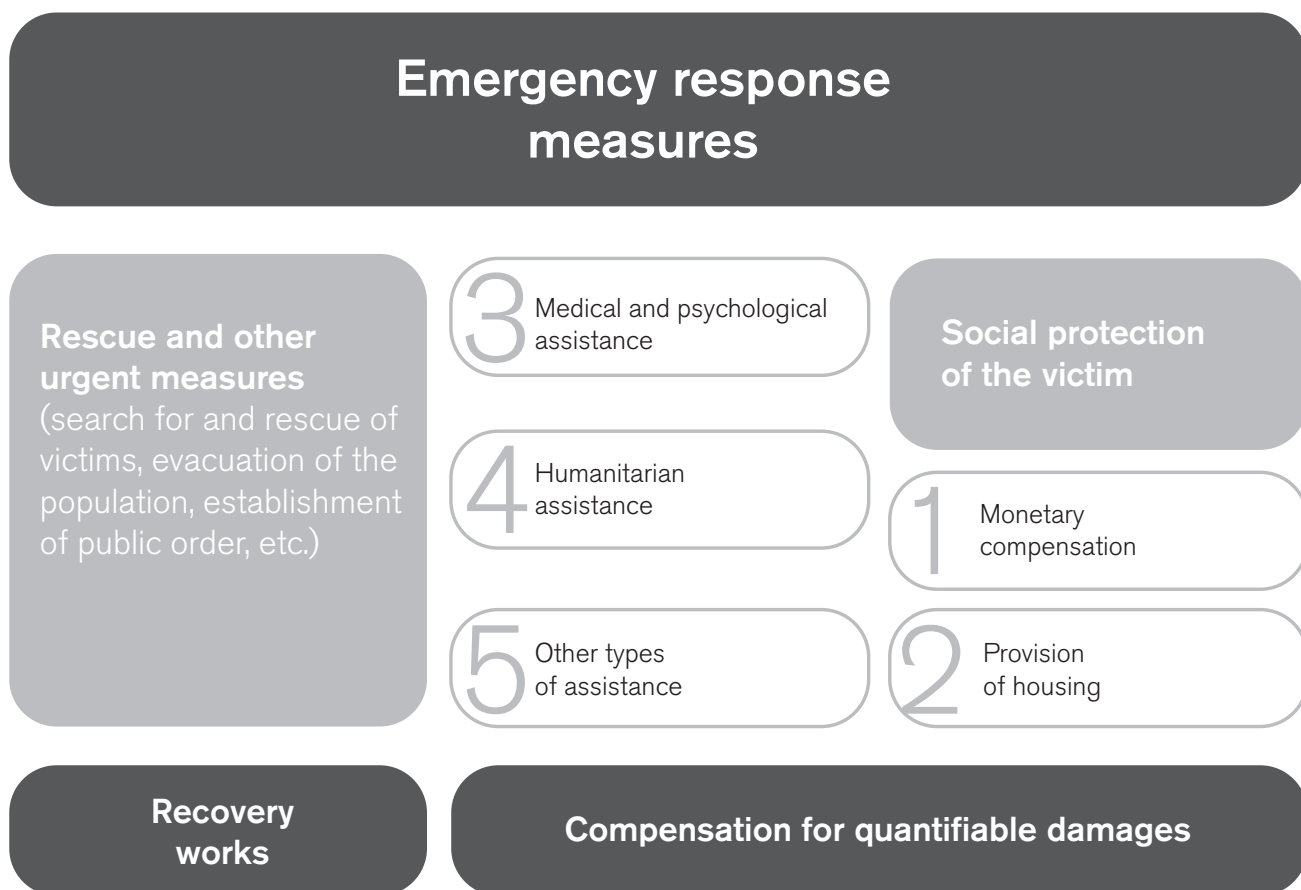 Emergency response
measures
Rescue and other
urgent measures
(search for and rescue of
victims, evacuation of the
population, establishment
of public order, etc.)
3
Medical and psychological
assistance
4
Humanitarian
assistance
5
Other types
of assistance
Social protection
of the victim
1
Monetary
compensation
2
Provision
of housing
Recovery
works
Compensation for quantifiable damages